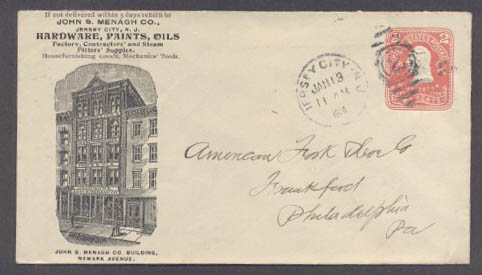 If not delivered within 5 days return to
JOHN S. MENAGH CO.,
JERSEY CITY, N. J.
HARDWARE, PAINTS, OILS
Factory, Contractors' and Steam
Fitters' Supplies.
Housefurnishing Goods, Mechanics' Tools.
JERSEY CITY, N.J.
JAN 13
11 AM
American Fork &
Frankford
Philadelphia
Pa
JOHN S. MENAGH CO. BUILDING,
NEWARK AVENUE.